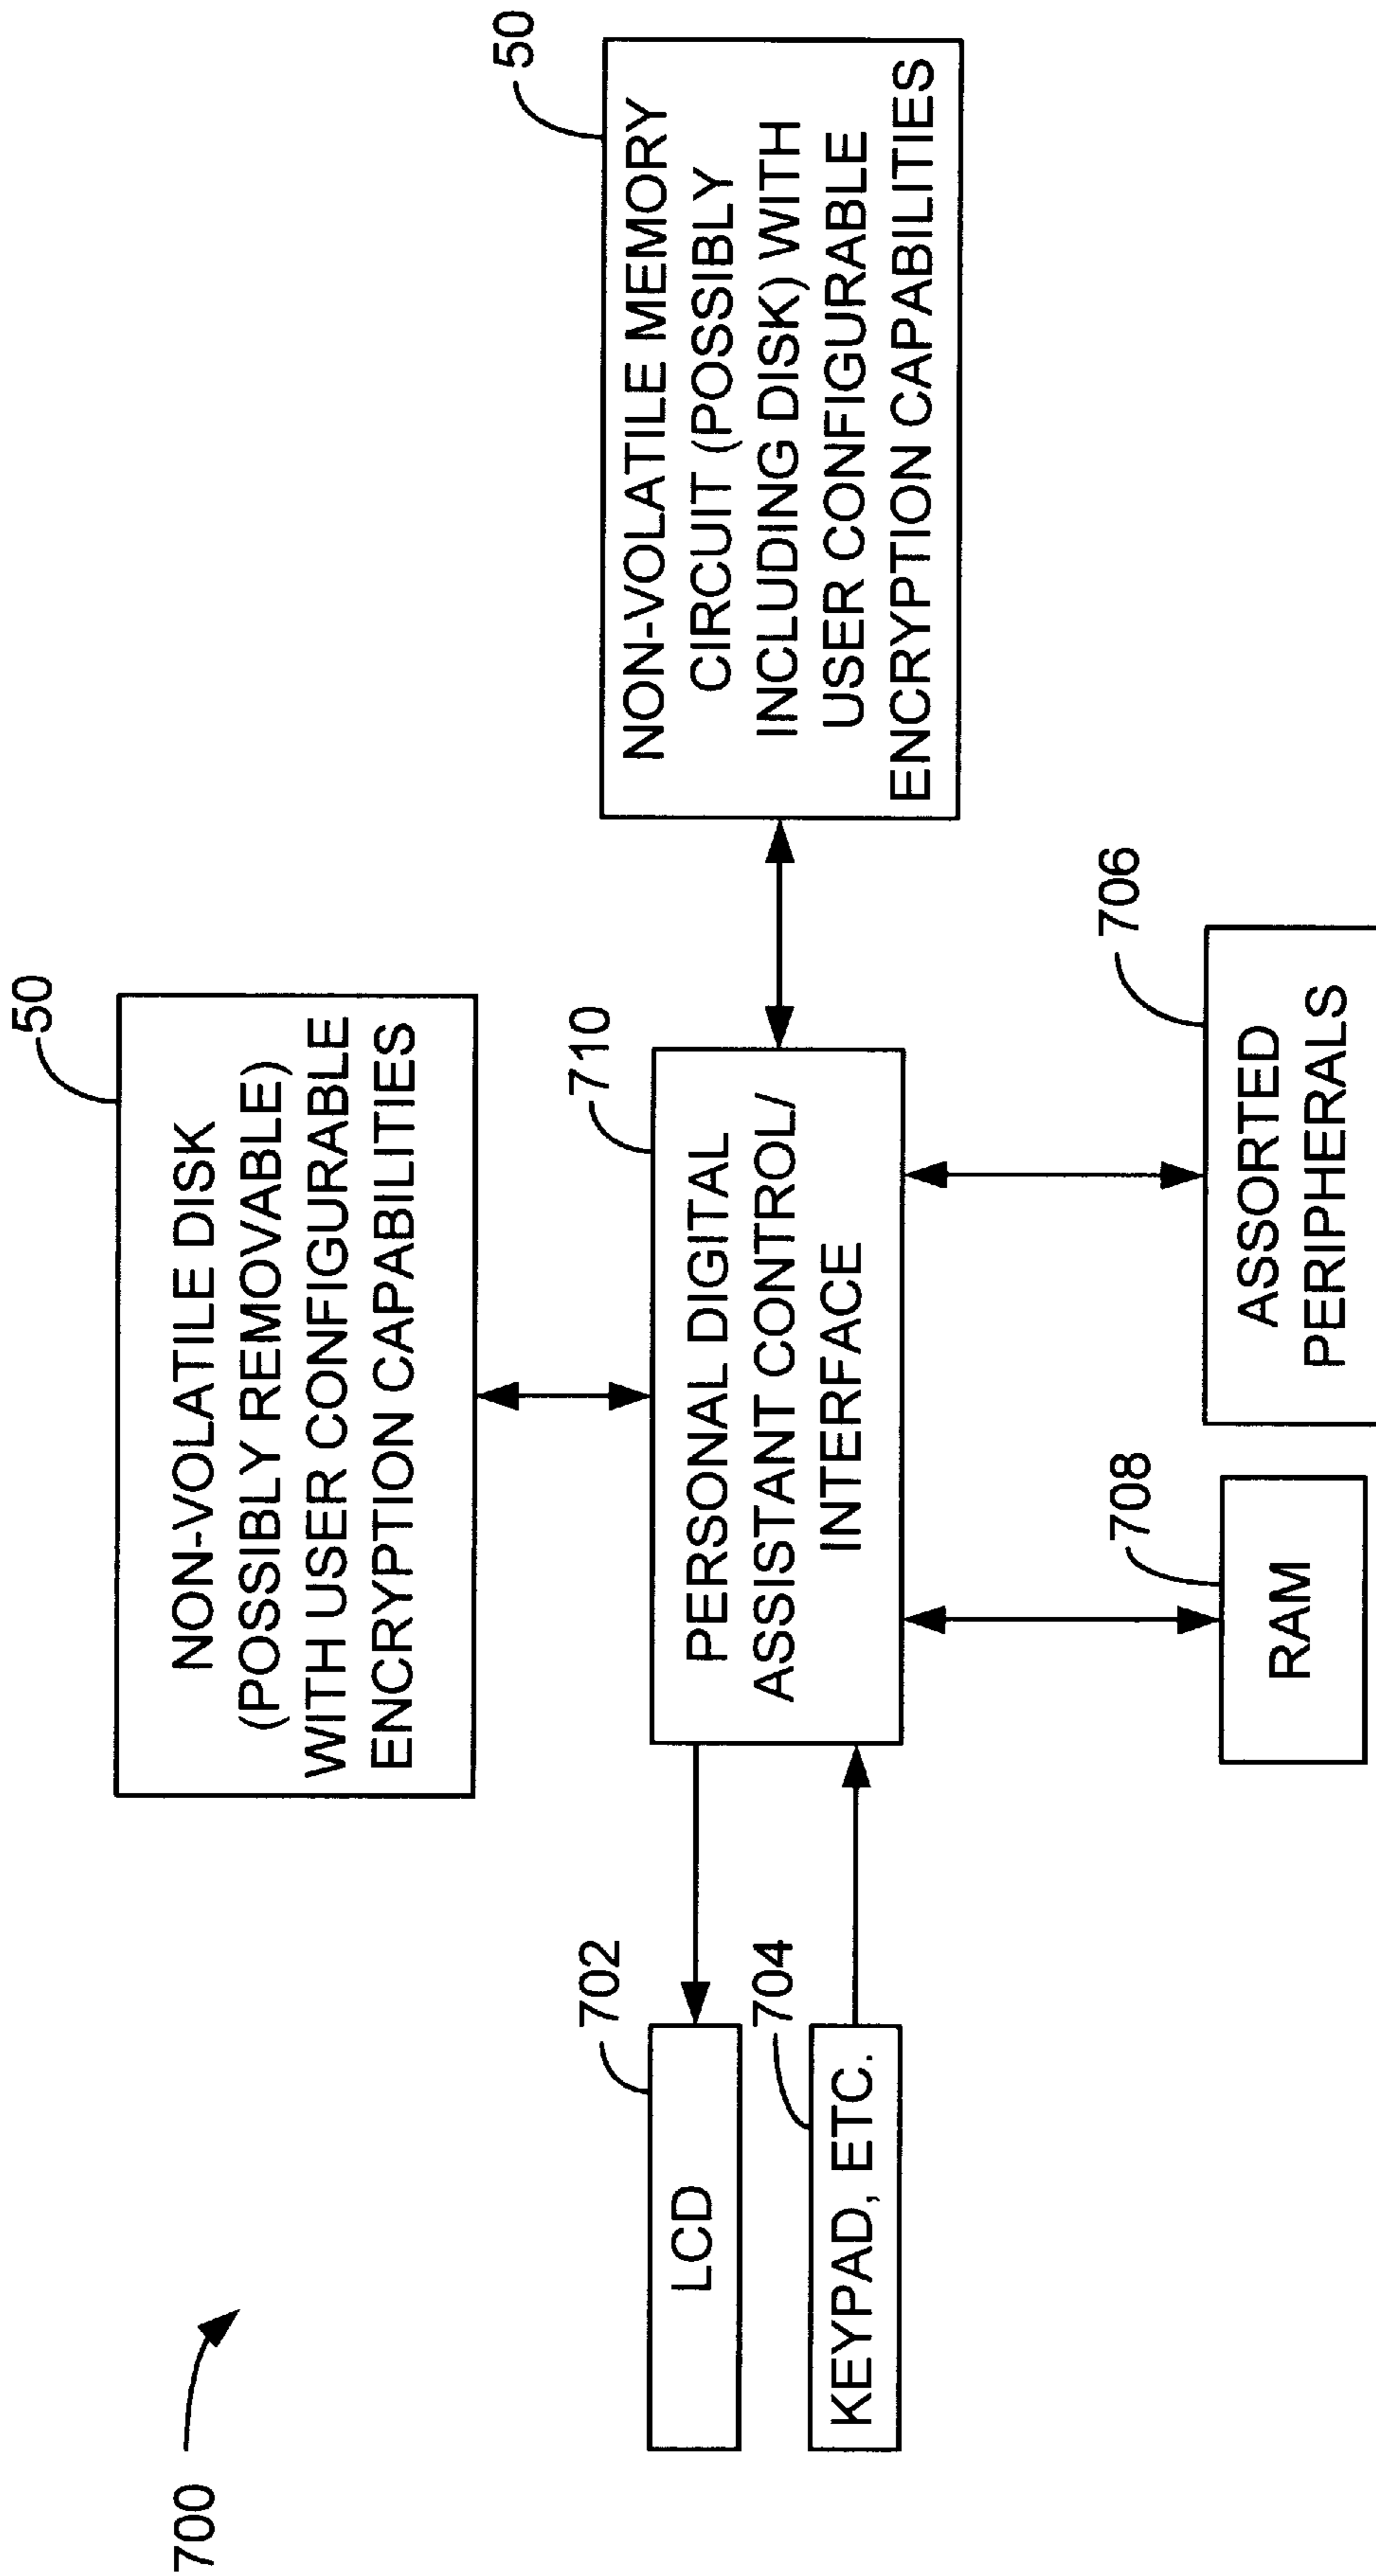 700
50
NON-VOLATILE DISK
(POSSIBLY REMOVABLE)
WITH USER CONFIGURABLE
ENCRYPTION CAPABILITIES
702
LCD
704
KEYPAD, ETC.
710
PERSONAL DIGITAL
ASSISTANT CONTROL/
INTERFACE
50
NON-VOLATILE MEMORY
CIRCUIT (POSSIBLY
INCLUDING DISK) WITH
USER CONFIGURABLE
ENCRYPTION CAPABILITIES
708
RAM
706
ASSORTED
PERIPHERALS